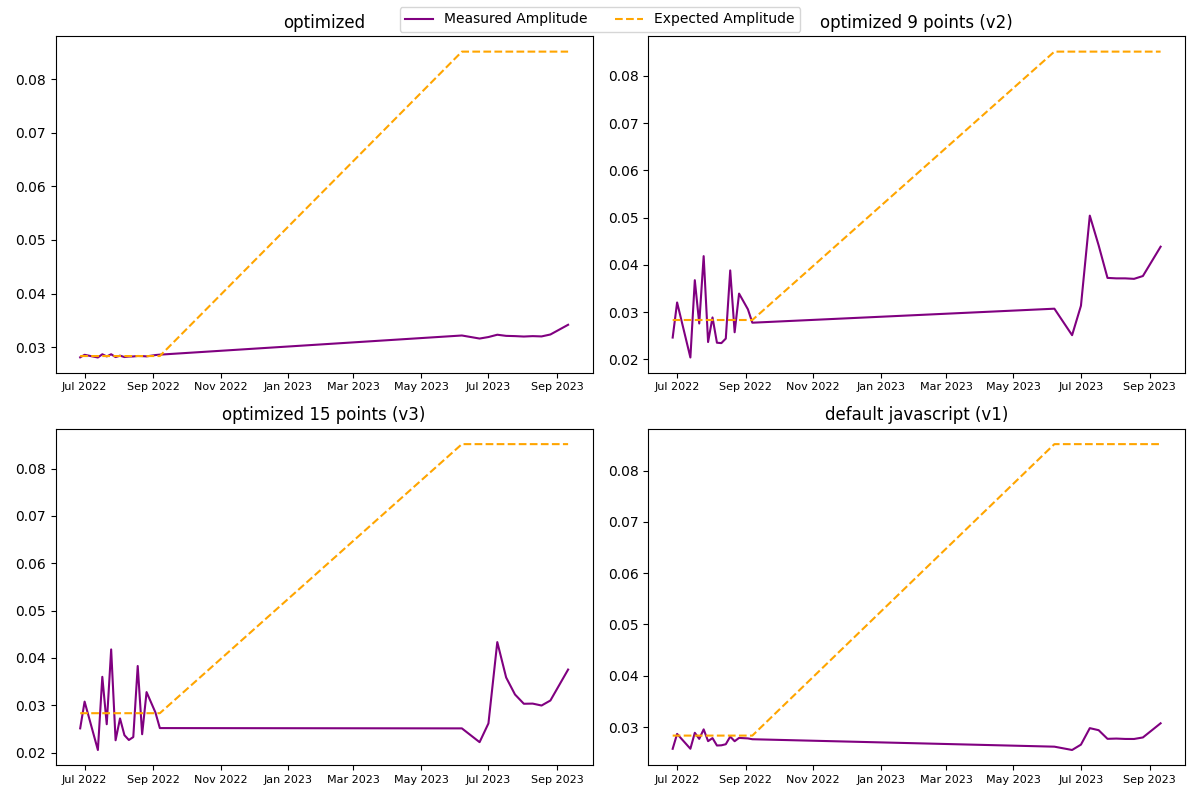 Measured Amplitude Expected Amplitude
optimized
0.08
0.07
0.06
0.05
0.04
0.03
Jul 2022 Sep 2022 Nov 2022 Jan 2023 Mar 2023 May 2023 Jul 2023 Sep 2023
optimized 9 points (v2)
0.08
0.07
0.06
0.05
0.04
0.03
0.02
Jul 2022 Sep 2022 Nov 2022 Jan 2023 Mar 2023 May 2023 Jul 2023 Sep 2023
optimized 15 points (v3)
0.08
0.07
0.06
0.05
0.04
0.03
0.02
Jul 2022 Sep 2022 Nov 2022 Jan 2023 Mar 2023 May 2023 Jul 2023 Sep 2023
default javascript (v1)
0.08
0.07
0.06
0.05
0.04
0.03
Jul 2022 Sep 2022 Nov 2022 Jan 2023 Mar 2023 May 2023 Jul 2023 Sep 2023